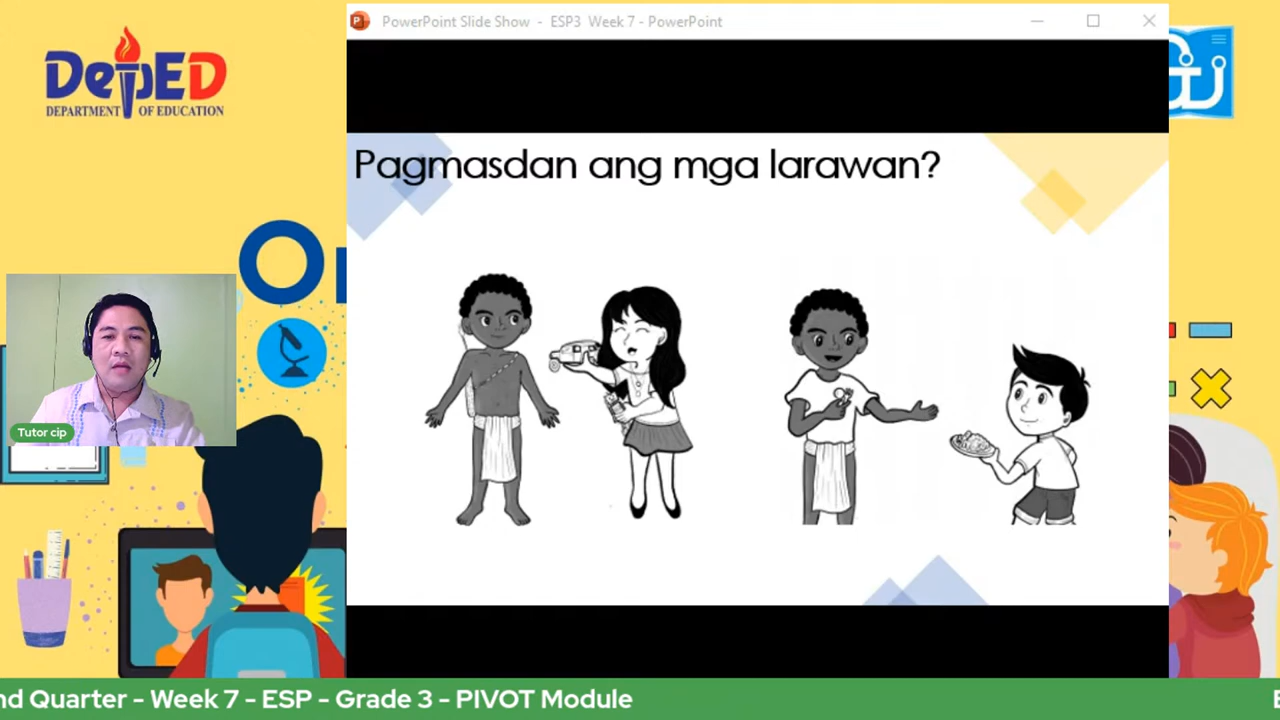 DepED
DEPARTMENT OF EDUCATION
PowerPoint Slide Show - ESP3 Week 7 - PowerPoint
Pagmasdan ang mga larawan?
Tutor cip
nd Quarter - Week 7 - ESP - Grade 3 - PIVOT Module